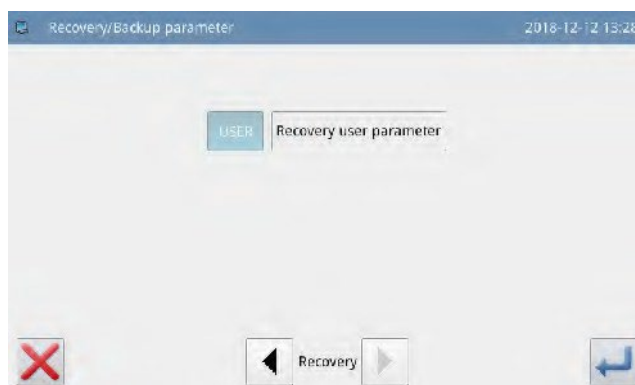 Recovery/Backup parameter 2018-12-12 13:28
USER Recovery user parameter
Recovery